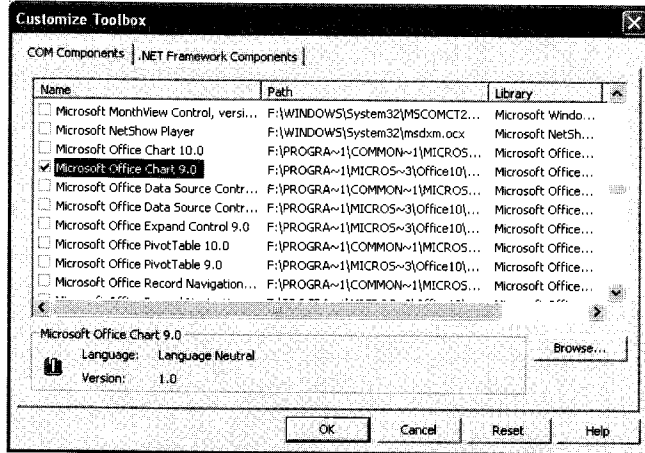 Customize Toolbox
COM Components .NET Framework Components
Name Path Library
Microsoft MonthView Control, versi... F:\WINDOWS\System32\MSCOMCT2... Microsoft Windo...
Microsoft NetShow Player F:\WINDOWS\System32\msdxm.ocx Microsoft NetSh...
Microsoft Office Chart 10.0 F:\PROGRA~1\COMMON~1\MICROS... Microsoft Office...
Microsoft Office Chart 9.0 F:\PROGRA~1\MICROS~3\Office10\... Microsoft Office...
Microsoft Office Data Source Contr... F:\PROGRA~1\COMMON~1\MICROS... Microsoft Office...
Microsoft Office Data Source Contr... F:\PROGRA~1\MICROS~3\Office10\... Microsoft Office...
Microsoft Office Expand Control 9.0 F:\PROGRA~1\MICROS~3\Office10\... Microsoft Office...
Microsoft Office PivotTable 10.0 F:\PROGRA~1\COMMON~1\MICROS... Microsoft Office...
Microsoft Office PivotTable 9.0 F:\PROGRA~1\MICROS~3\Office10\... Microsoft Office...
Microsoft Office Record Navigation... F:\PROGRA~1\COMMON~1\MICROS... Microsoft Office...
Microsoft Office Chart 9.0
Language: Language Neutral
Browse...
Version: 1.0
OK Cancel Reset Help